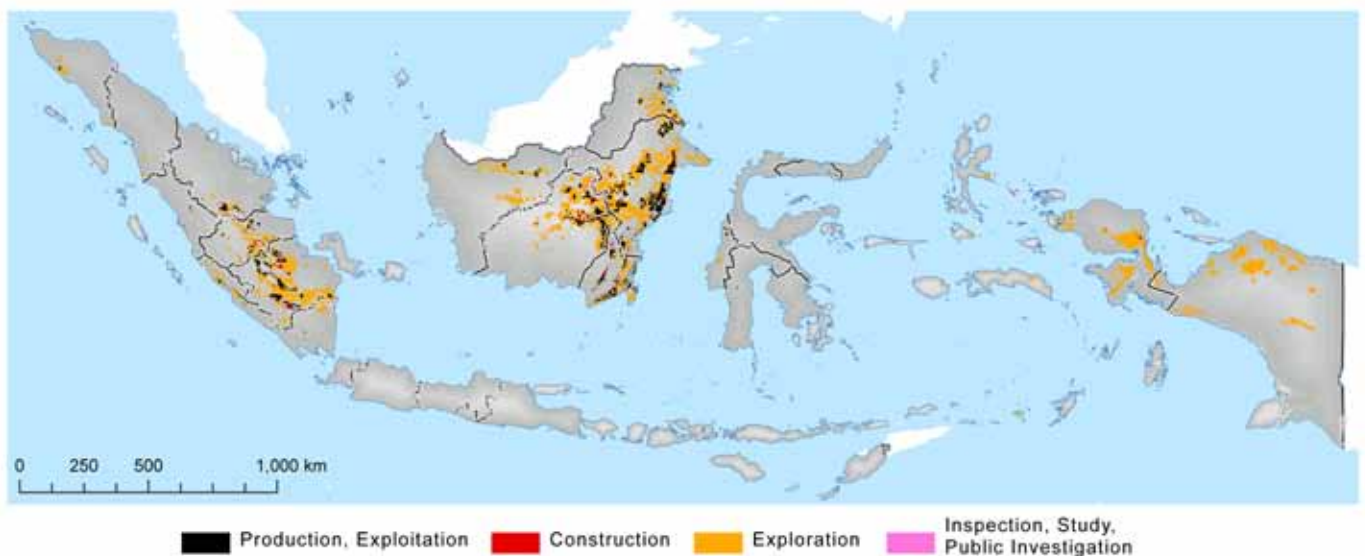 0 250 500 1,000 km
Production, Exploitation Construction Exploration Inspection, Study,
Public Investigation